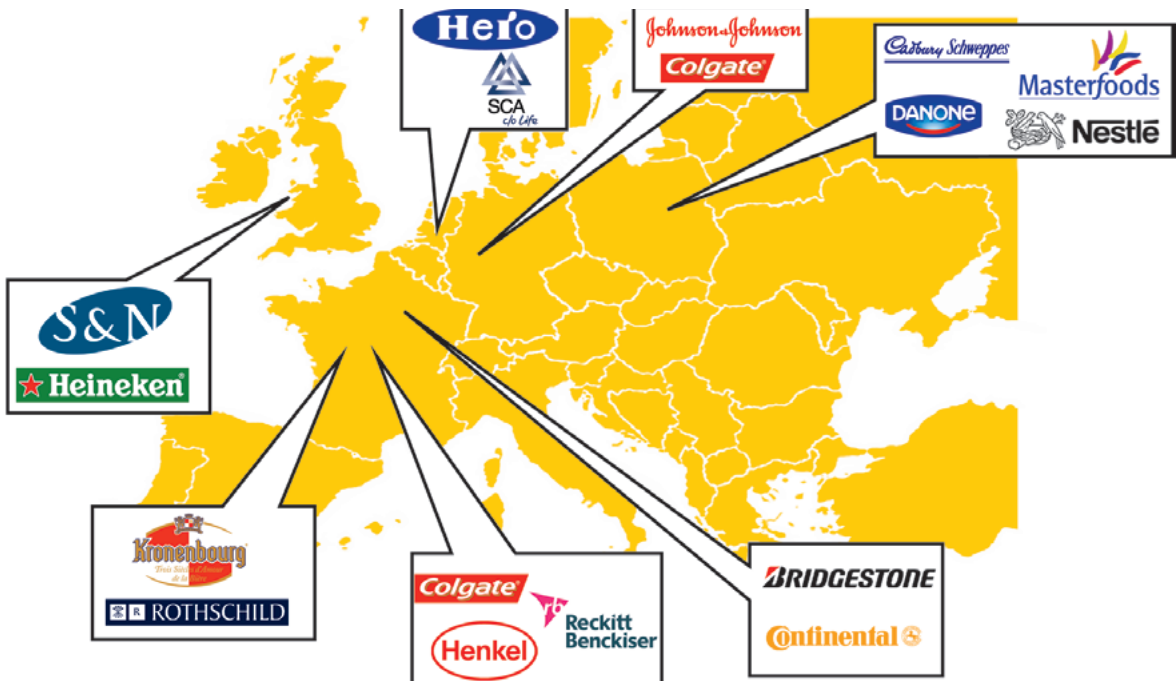 Hero
SCA
c/o Life
Johnson & Johnson
Colgate®
Cadbury Schweppes
Masterfoods
DANONE
Nestlé
S&N
Heineken®
Kronenbourg
R ROTHSCHILD
Colgate®
rb
Reckitt
Benckiser
Henkel
BRIDGESTONE
Continental